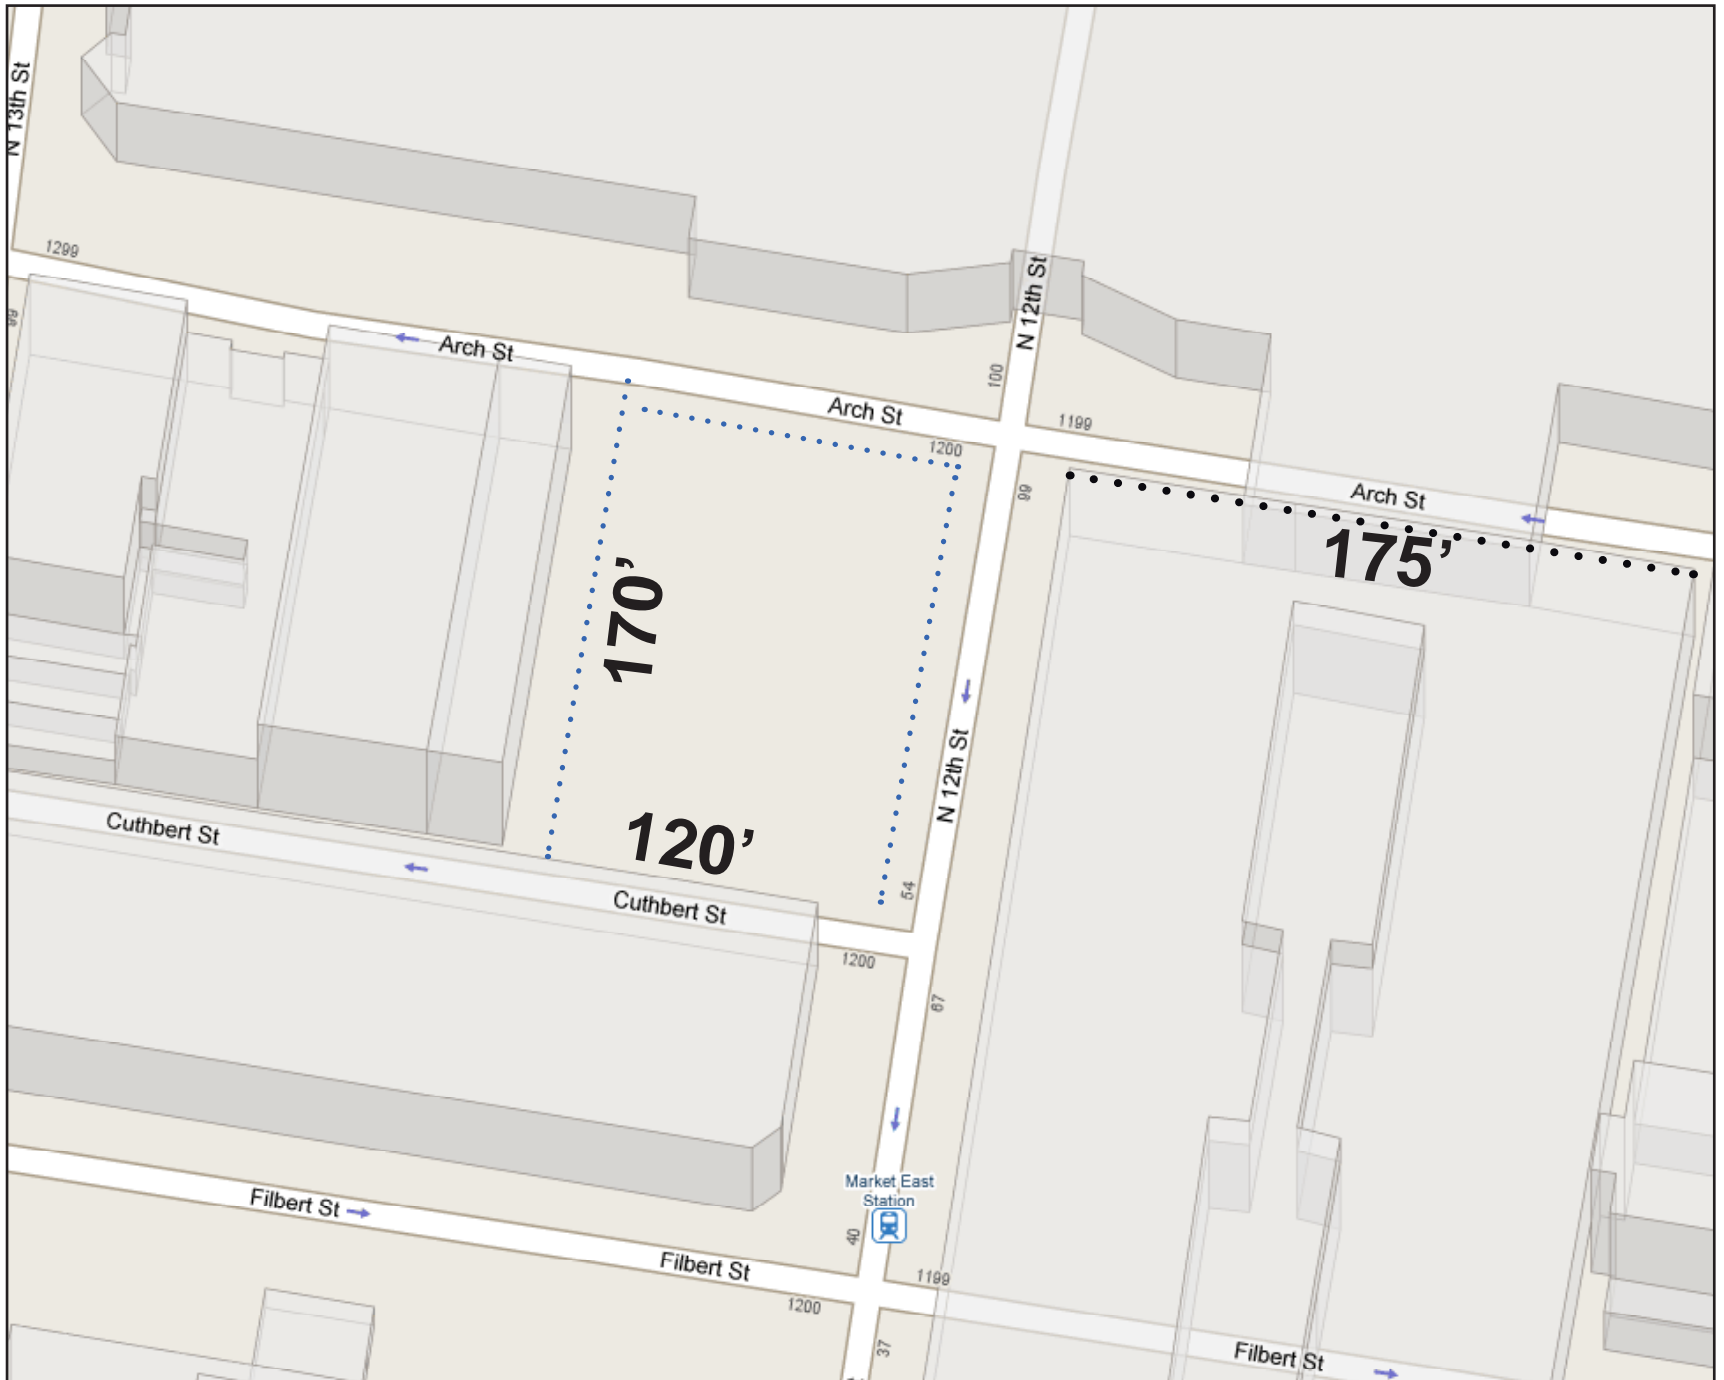 N 13th St
1299
99
Arch St
Arch St
N 12th St
100
1200
1199
99
Arch St
175’
170’
120’
N 12th St
54
Cuthbert St
Cuthbert St
1200
67
Market East
Station
40
Filbert St
Filbert St
1199
1200
37
Filbert St